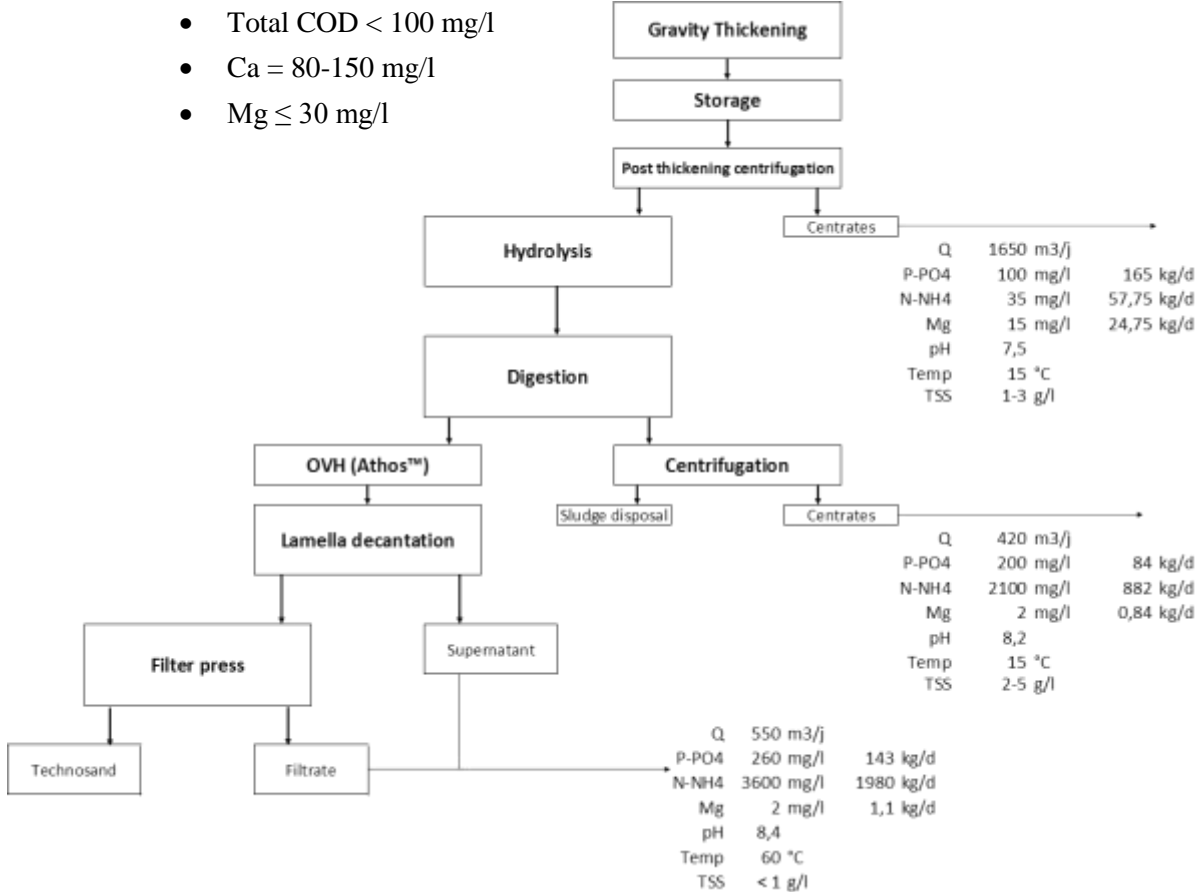 • Total COD < 100 mg/l
• Ca = 80-150 mg/l
• Mg ≤ 30 mg/l
Gravity Thickening
Storage
Post thickening centrifugation
Hydrolysis
Centrates
Q 1650 m3/j
P-PO4 100 mg/l 165 kg/d
N-NH4 35 mg/l 57,75 kg/d
Mg 15 mg/l 24,75 kg/d
pH 7,5
Temp 15 °C
TSS 1-3 g/l
Digestion
OVH (Athos™)
Centrifugation
Sludge disposal
Centrates
Q 420 m3/j
P-PO4 200 mg/l 84 kg/d
N-NH4 2100 mg/l 882 kg/d
Mg 2 mg/l 0,84 kg/d
pH 8,2
Temp 15 °C
TSS 2-5 g/l
Lamella decantation
Filter press
Supernatant
Technosand
Filtrate
Q 550 m3/j
P-PO4 260 mg/l 143 kg/d
N-NH4 3600 mg/l 1980 kg/d
Mg 2 mg/l 1,1 kg/d
pH 8,4
Temp 60 °C
TSS < 1 g/l